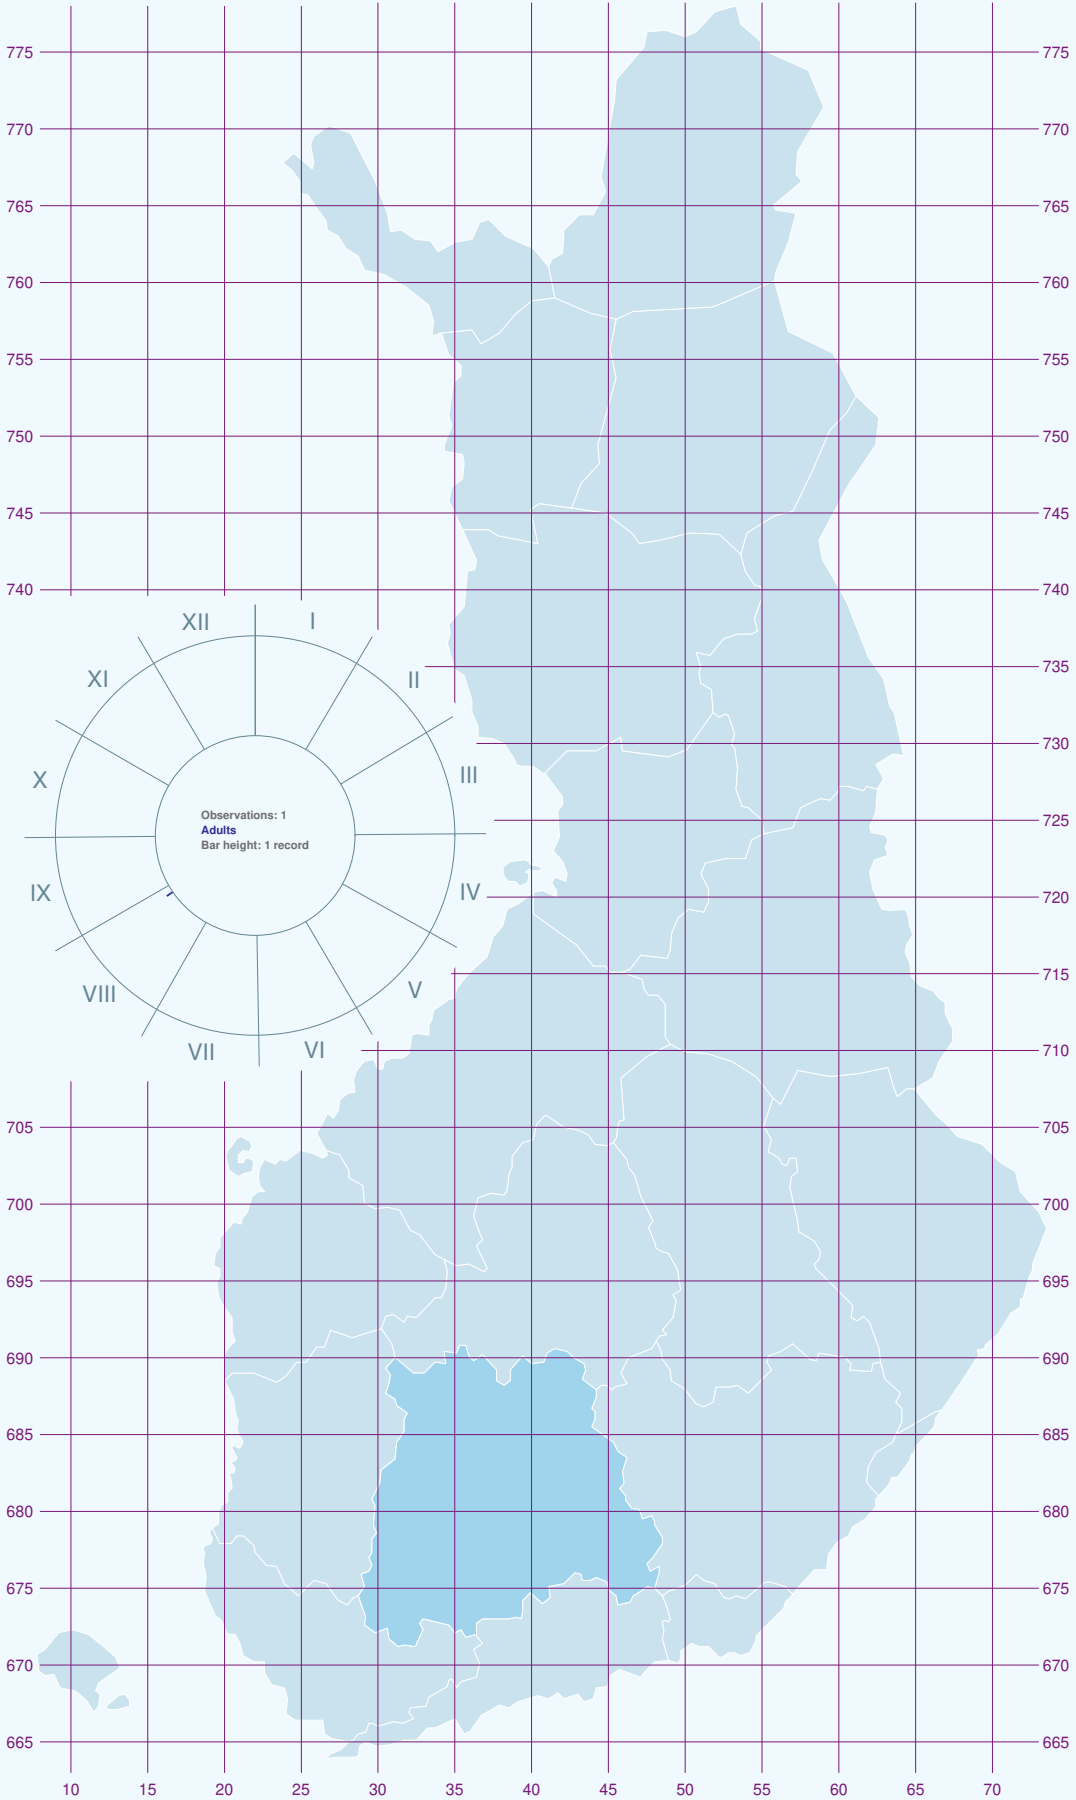 775 775
770 770
765 765
760 760
755 755
750 750
745 745
740 740
XII I
XI II
735
730
X III
Observations: 1
Adults
Bar height: 1 record
725
IX IV
720
715
VIII V
VII VI
710
705 705
700 700
695 695
690 690
685 685
680 680
675 675
670 670
665 665
10 15 20 25 30 35 40 45 50 55 60 65 70